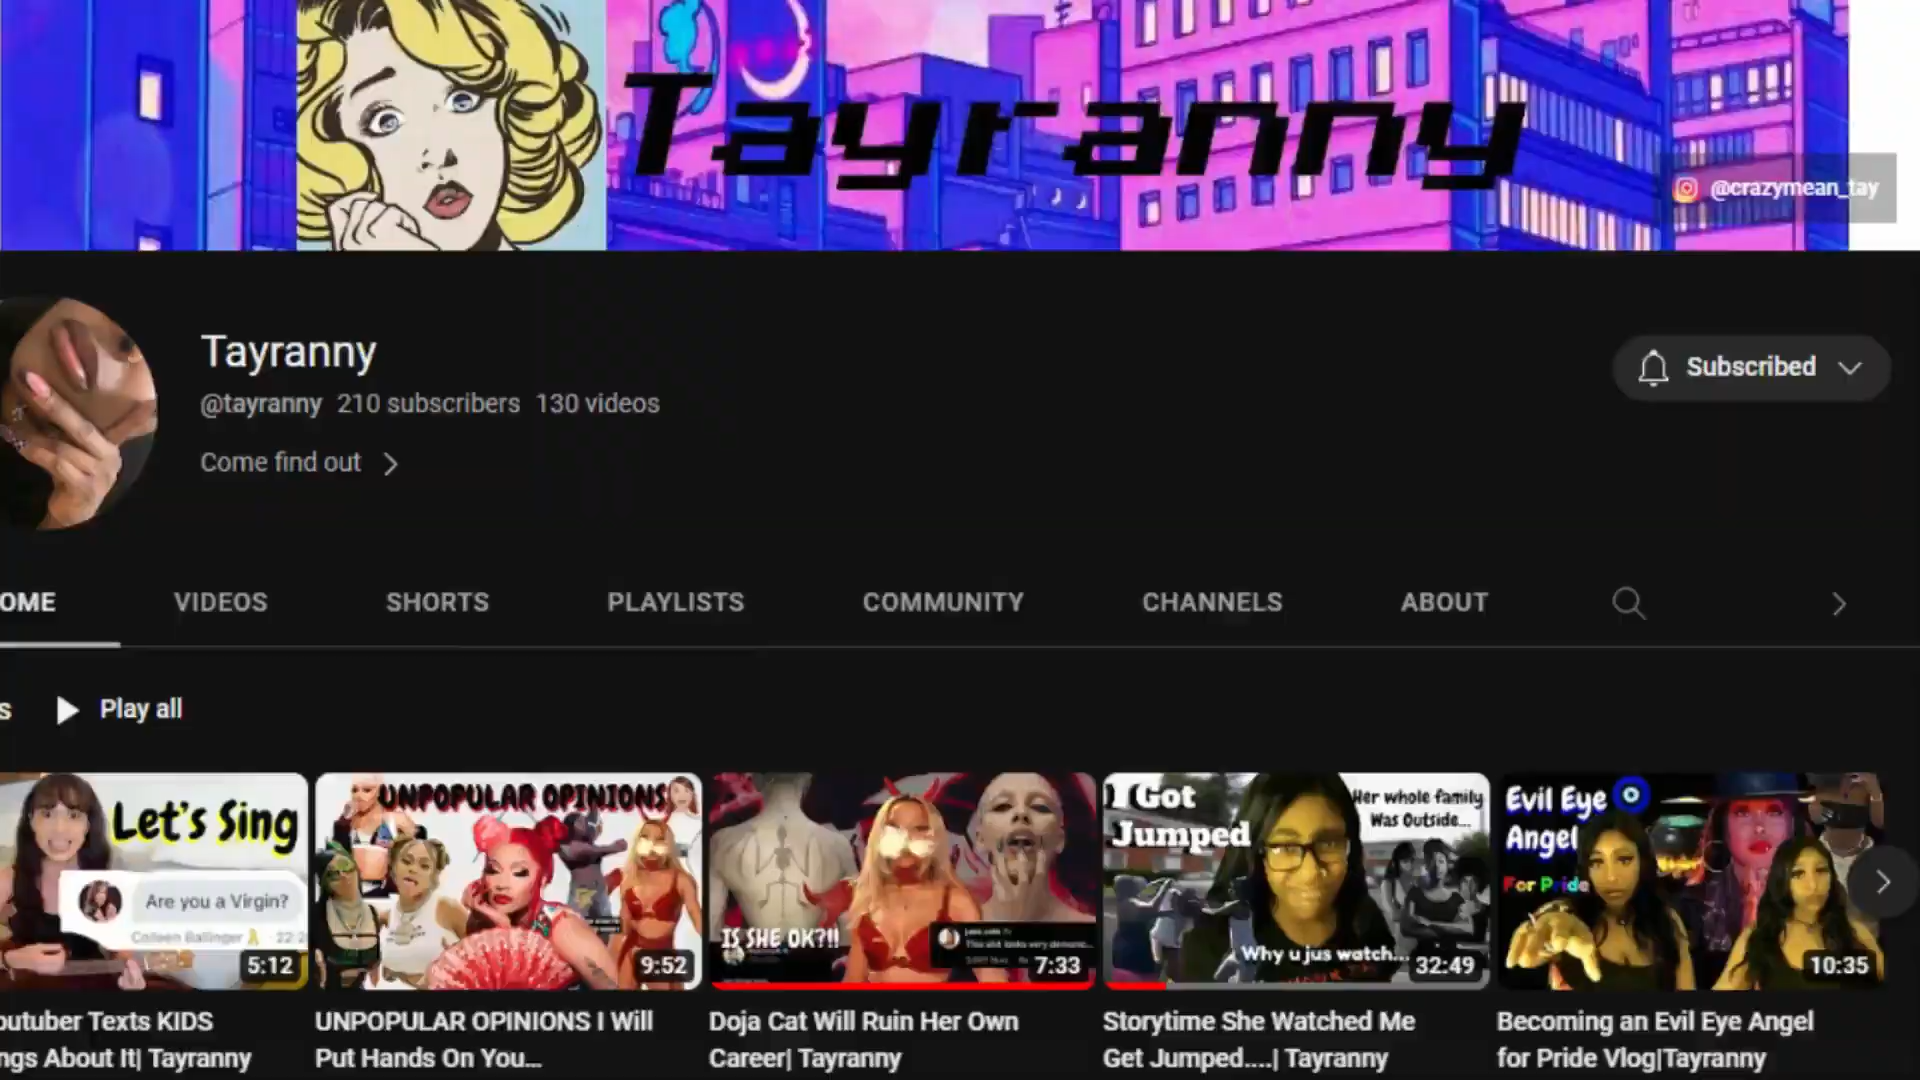 Tayranny
@crazymean_tay
Tayranny
@tayranny 210 subscribers 130 videos
Come find out
OME VIDEOS SHORTS PLAYLISTS COMMUNITY CHANNELS ABOUT
s Play all
Let's Sing
Are you a Virgin?
Colleen Ballinger
5:12
UNPOPULAR OPINIONS
9:52
IS SHE OK?!!
7:33
I Got
Jumped
Her whole family
Was Outside...
Why u jus watch...
32:49
Evil Eye
Angel
For Pride
10:35
outuber Texts KIDS
ngs About It| Tayranny
UNPOPULAR OPINIONS I Will
Put Hands On You...
Doja Cat Will Ruin Her Own
Career| Tayranny
Storytime She Watched Me
Get Jumped....| Tayranny
Becoming an Evil Eye Angel
for Pride Vlog|Tayranny